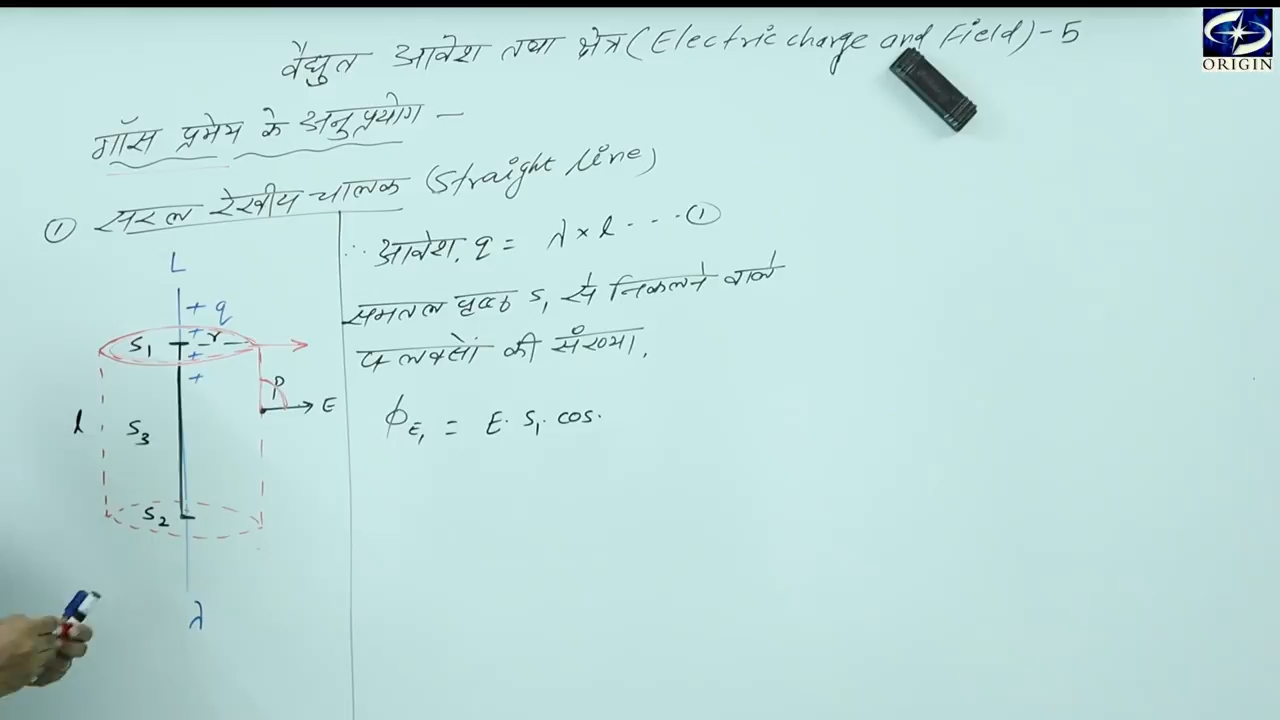 वैद्युत आवेश तथा क्षेत्र (Electric charge and Field) - 5
ORIGIN
गॉस प्रमेय के अनुप्रयोग -
① सरल रेखीय चालक (Straight line)
∴ आवेश, q = λ × l - - - ①
समतल पृष्ठ S₁ से निकलने वाले
फ्लक्सों की संख्या,
ϕE₁ = E. S₁. cos.
L
+ q
+
S₁ r
+
+
P
E
l
S₃
S₂
λ